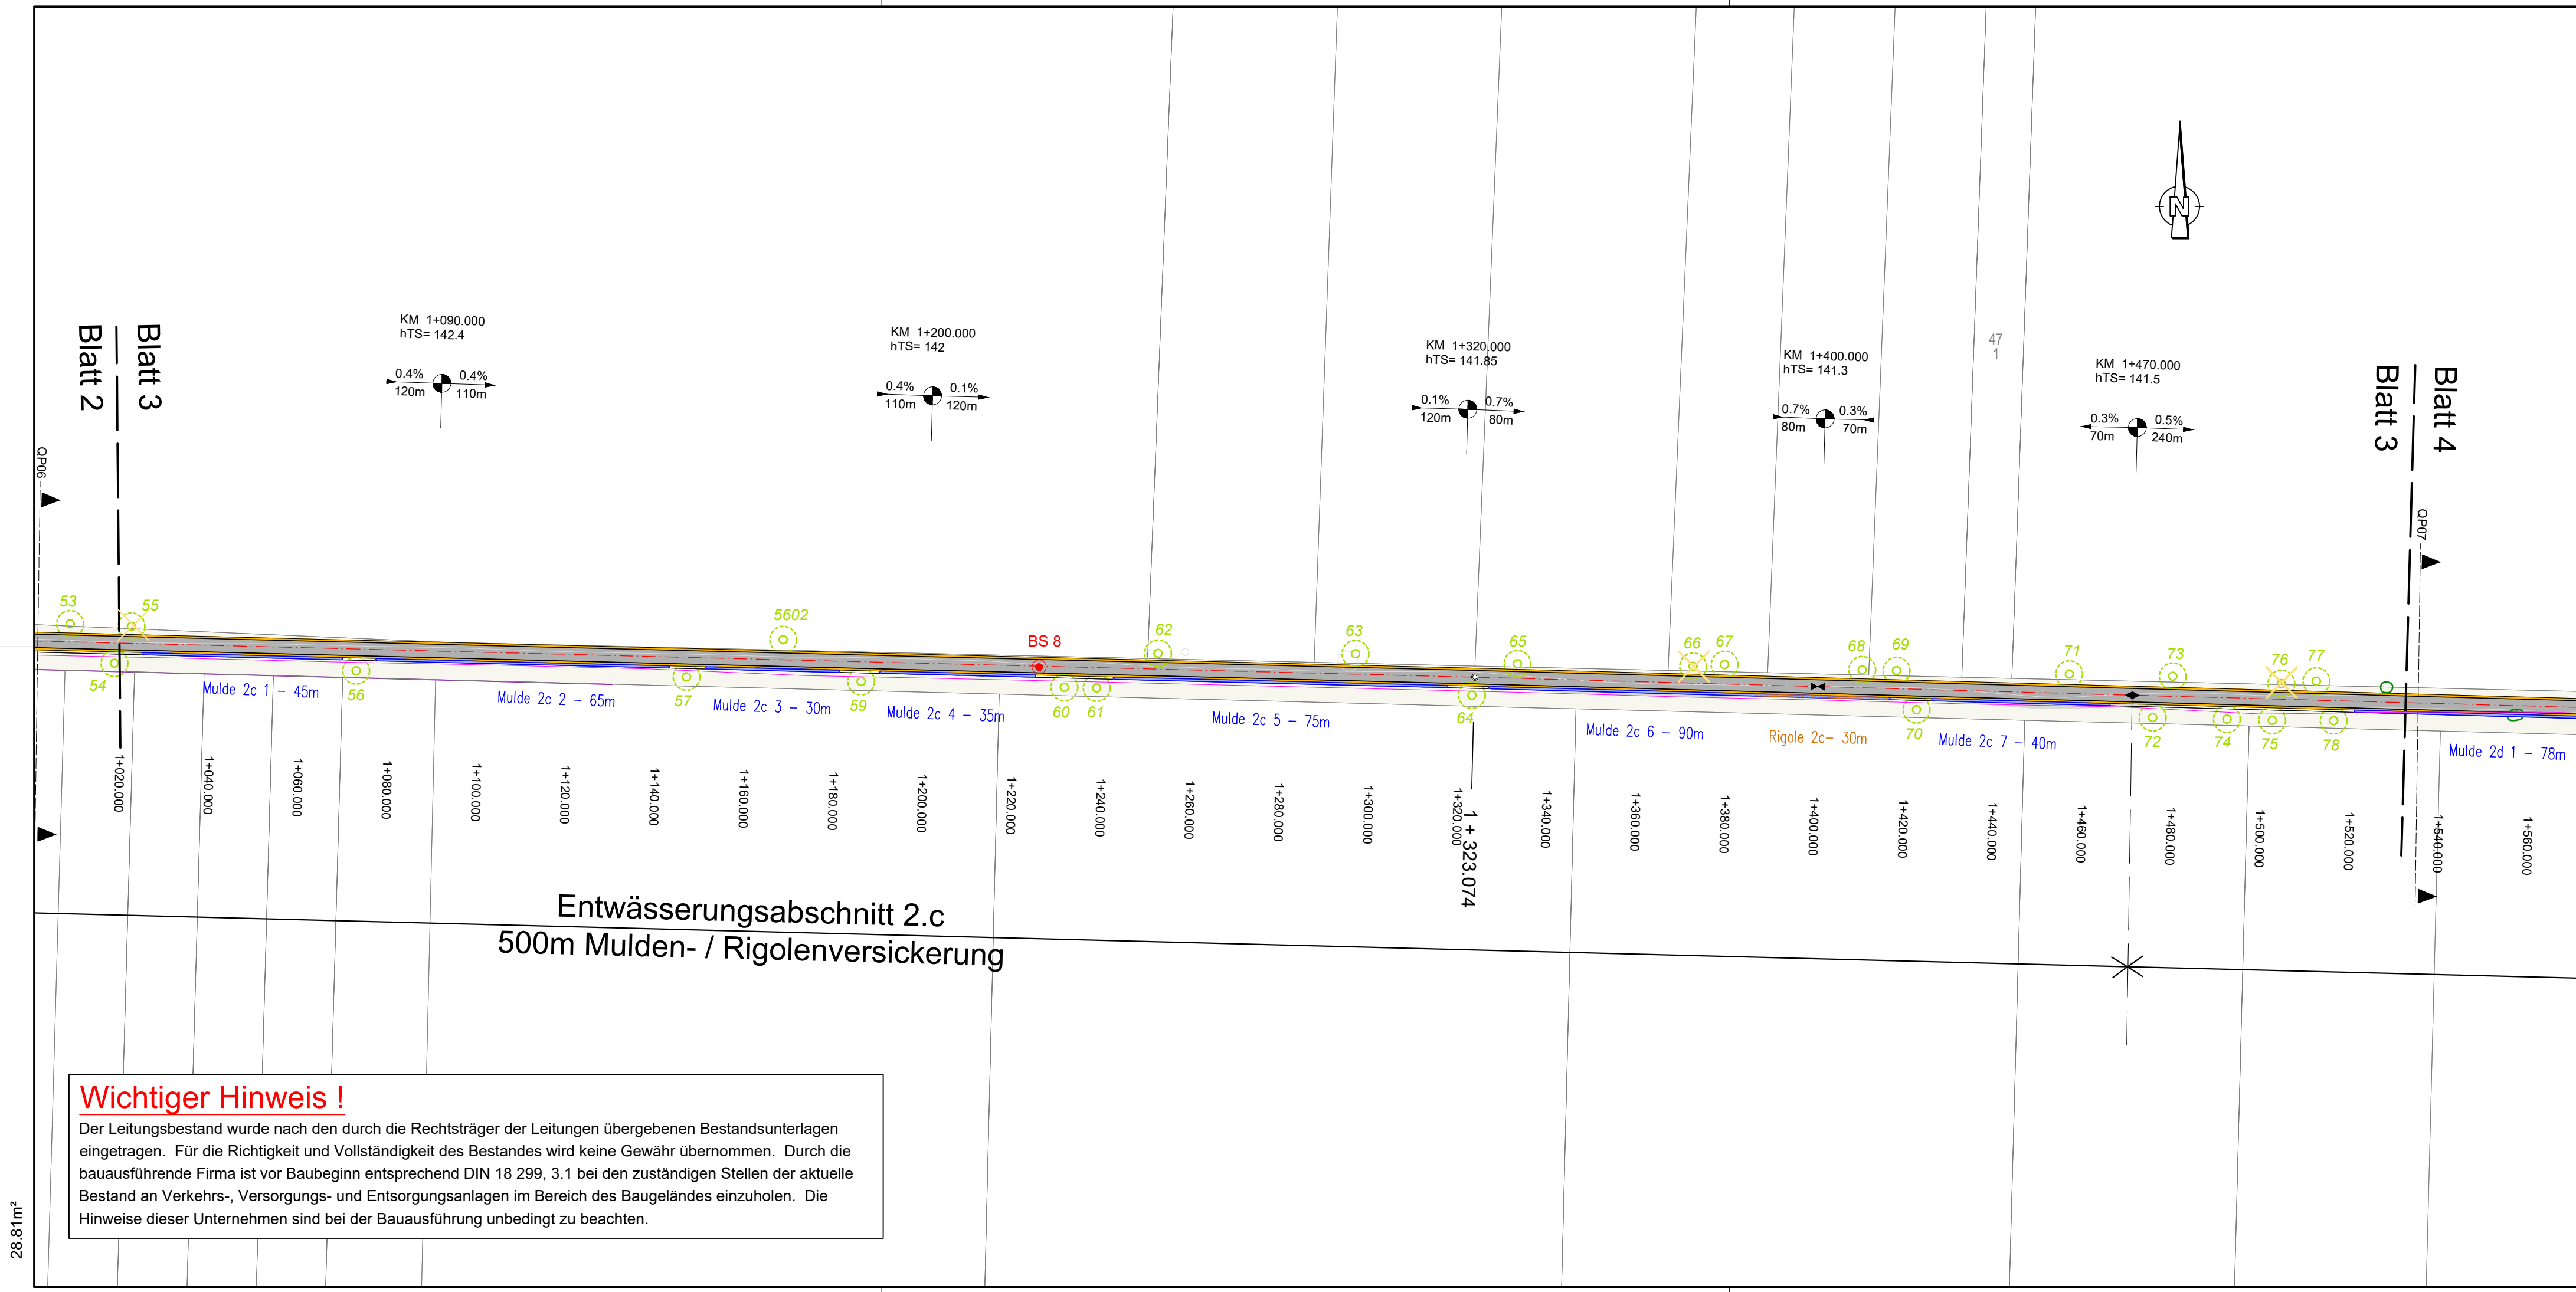 Blatt 2
Blatt 3
KM 1+090.000
hTS= 142.4
0.4% 0.4%
120m 110m
KM 1+200.000
hTS= 142
0.4% 0.1%
110m 120m
KM 1+320.000
hTS= 141.85
0.1% 0.7%
120m 80m
KM 1+400.000
hTS= 141.3
0.7% 0.3%
80m 70m
47
1
KM 1+470.000
hTS= 141.5
0.3% 0.5%
70m 240m
N
Blatt 3
Blatt 4
QP06
QP07
53
55
5602
BS 8
62
63
65
66
67
68
69
71
73
76
77
54
56
57
59
60
61
64
70
72
74
75
78
Mulde 2c 1 - 45m
Mulde 2c 2 - 65m
Mulde 2c 3 - 30m
Mulde 2c 4 - 35m
Mulde 2c 5 - 75m
Mulde 2c 6 - 90m
Rigole 2c- 30m
Mulde 2c 7 - 40m
Mulde 2d 1 - 78m
1+020.000
1+040.000
1+060.000
1+080.000
1+100.000
1+120.000
1+140.000
1+160.000
1+180.000
1+200.000
1+220.000
1+240.000
1+260.000
1+280.000
1+300.000
1+320.000
1 + 323.074
1+340.000
1+360.000
1+380.000
1+400.000
1+420.000
1+440.000
1+460.000
1+480.000
1+500.000
1+520.000
1+540.000
1+560.000
Entwässerungsabschnitt 2.c
500m Mulden- / Rigolenversickerung
Wichtiger Hinweis !
Der Leitungsbestand wurde nach den durch die Rechtsträger der Leitungen übergebenen Bestandsunterlagen
eingetragen. Für die Richtigkeit und Vollständigkeit des Bestandes wird keine Gewähr übernommen. Durch die
bauausführende Firma ist vor Baubeginn entsprechend DIN 18 299, 3.1 bei den zuständigen Stellen der aktuelle
Bestand an Verkehrs-, Versorgungs- und Entsorgungsanlagen im Bereich des Baugeländes einzuholen. Die
Hinweise dieser Unternehmen sind bei der Bauausführung unbedingt zu beachten.
28.81m²